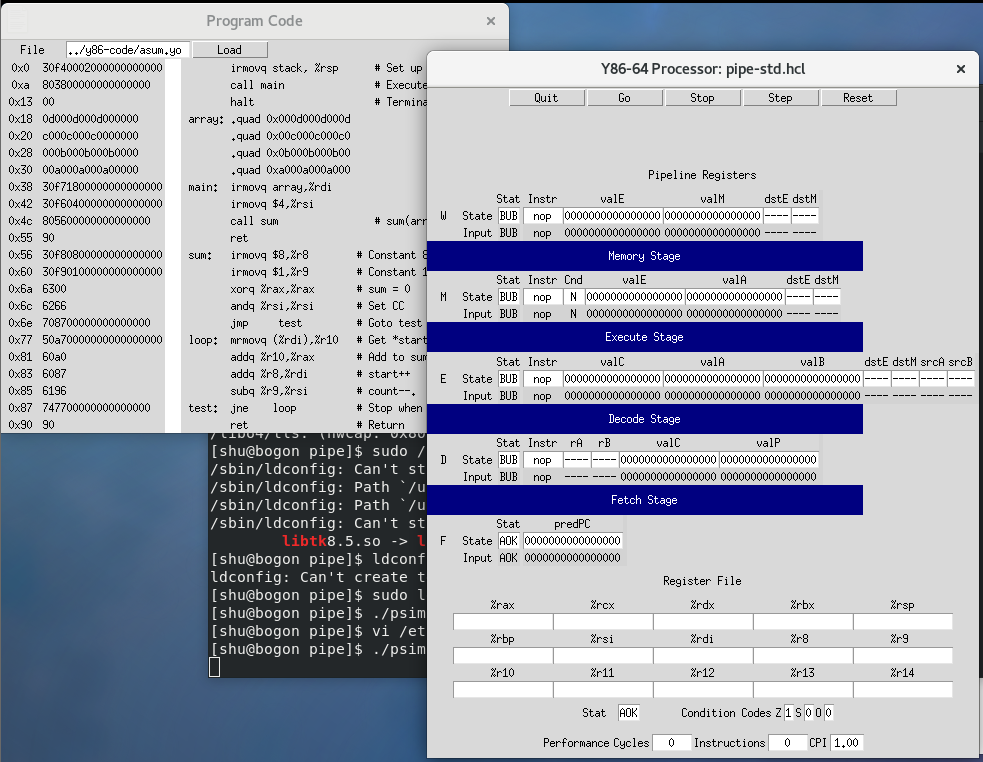 Program Code ×
File ../y86-code/asum.yo Load
0x0 30f40002000000000000 irmovq stack, %rsp # Set up
0xa 803800000000000000 call main # Execute
0x13 00 halt # Termina
0x18 0d000d000d000000 array: .quad 0x000d000d000d
0x20 c000c000c0000000 .quad 0x00c000c000c0
0x28 000b000b000b0000 .quad 0x0b000b000b00
0x30 00a000a000a00000 .quad 0xa000a000a000
0x38 30f71800000000000000 main: irmovq array,%rdi
0x42 30f60400000000000000 irmovq $4,%rsi
0x4c 805600000000000000 call sum # sum(arr
0x55 90 ret
0x56 30f80800000000000000 sum: irmovq $8,%r8 # Constant 8
0x60 30f90100000000000000 irmovq $1,%r9 # Constant 1
0x6a 6300 xorq %rax,%rax # sum = 0
0x6c 6266 andq %rsi,%rsi # Set CC
0x6e 708700000000000000 jmp test # Goto test
0x77 50a70000000000000000 loop: mrmovq (%rdi),%r10 # Get *start
0x81 60a0 addq %r10,%rax # Add to sum
0x83 6087 addq %r8,%rdi # start++
0x85 6196 subq %r9,%rsi # count--.
0x87 747700000000000000 test: jne loop # Stop when
0x90 90 ret # Return
[shu@bogon pipe]$ sudo /
/sbin/ldconfig: Can't st
/sbin/ldconfig: Path `/u
/sbin/ldconfig: Path `/u
/sbin/ldconfig: Can't st
libtk8.5.so -> l
[shu@bogon pipe]$ ldconf
ldconfig: Can't create t
[shu@bogon pipe]$ sudo l
[shu@bogon pipe]$ ./psim
[shu@bogon pipe]$ vi /et
[shu@bogon pipe]$ ./psim
Y86-64 Processor: pipe-std.hcl ×
Quit Go Stop Step Reset
Pipeline Registers
Stat Instr valE valM dstE dstM
W State BUB nop 0000000000000000 0000000000000000 ---- ----
Input BUB nop 0000000000000000 0000000000000000 ---- ----
Memory Stage
Stat Instr Cnd valE valA dstE dstM
M State BUB nop N 0000000000000000 0000000000000000 ---- ----
Input BUB nop N 0000000000000000 0000000000000000 ---- ----
Execute Stage
Stat Instr valC valA valB dstE dstM srcA srcB
E State BUB nop 0000000000000000 0000000000000000 0000000000000000 ---- ---- ---- ----
Input BUB nop 0000000000000000 0000000000000000 0000000000000000 ---- ---- ---- ----
Decode Stage
Stat Instr rA rB valC valP
D State BUB nop ---- ---- 0000000000000000 0000000000000000
Input BUB nop ---- ---- 0000000000000000 0000000000000000
Fetch Stage
Stat predPC
F State AOK 0000000000000000
Input AOK 0000000000000000
Register File
%rax %rcx %rdx %rbx %rsp
%rbp %rsi %rdi %r8 %r9
%r10 %r11 %r12 %r13 %r14
Stat AOK Condition Codes Z 1 S 0 O 0
Performance Cycles 0 Instructions 0 CPI 1.00